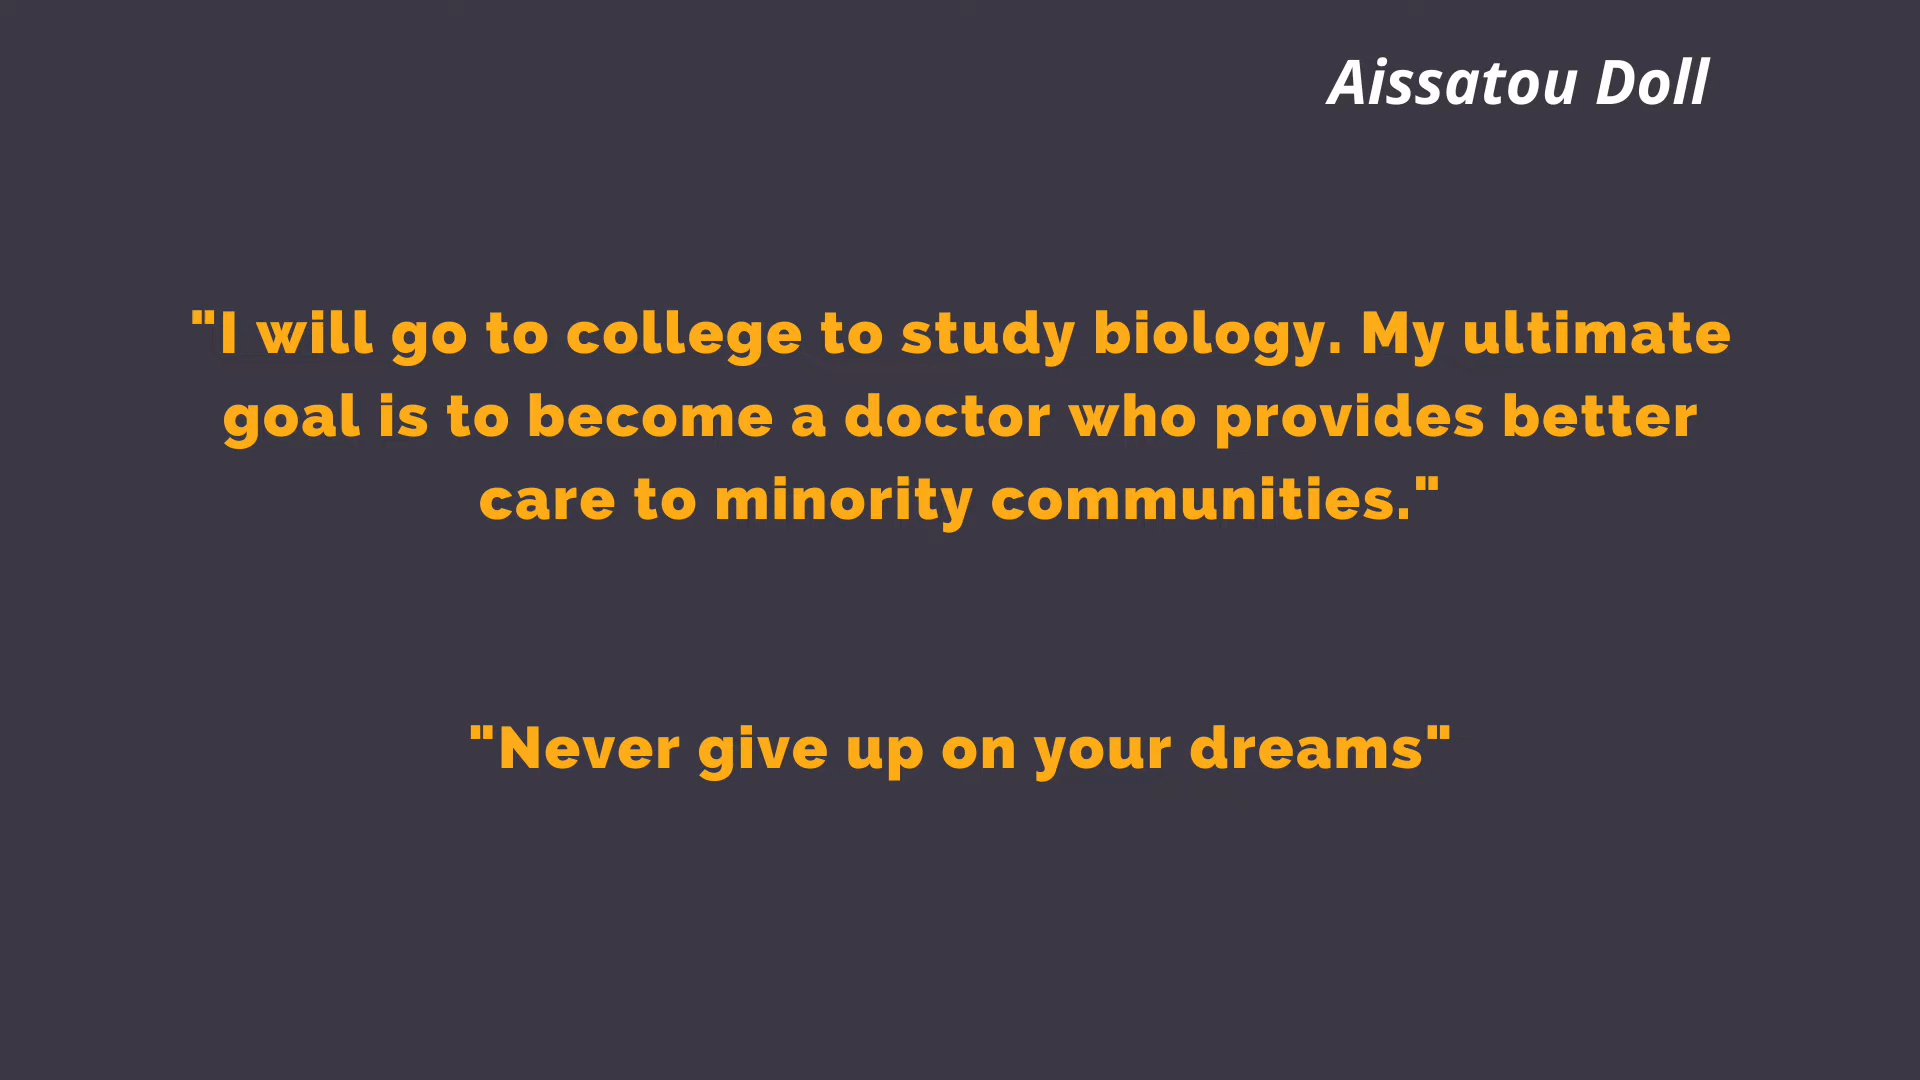 Aissatou Doll
"I will go to college to study biology. My ultimate
goal is to become a doctor who provides better
care to minority communities."
"Never give up on your dreams"